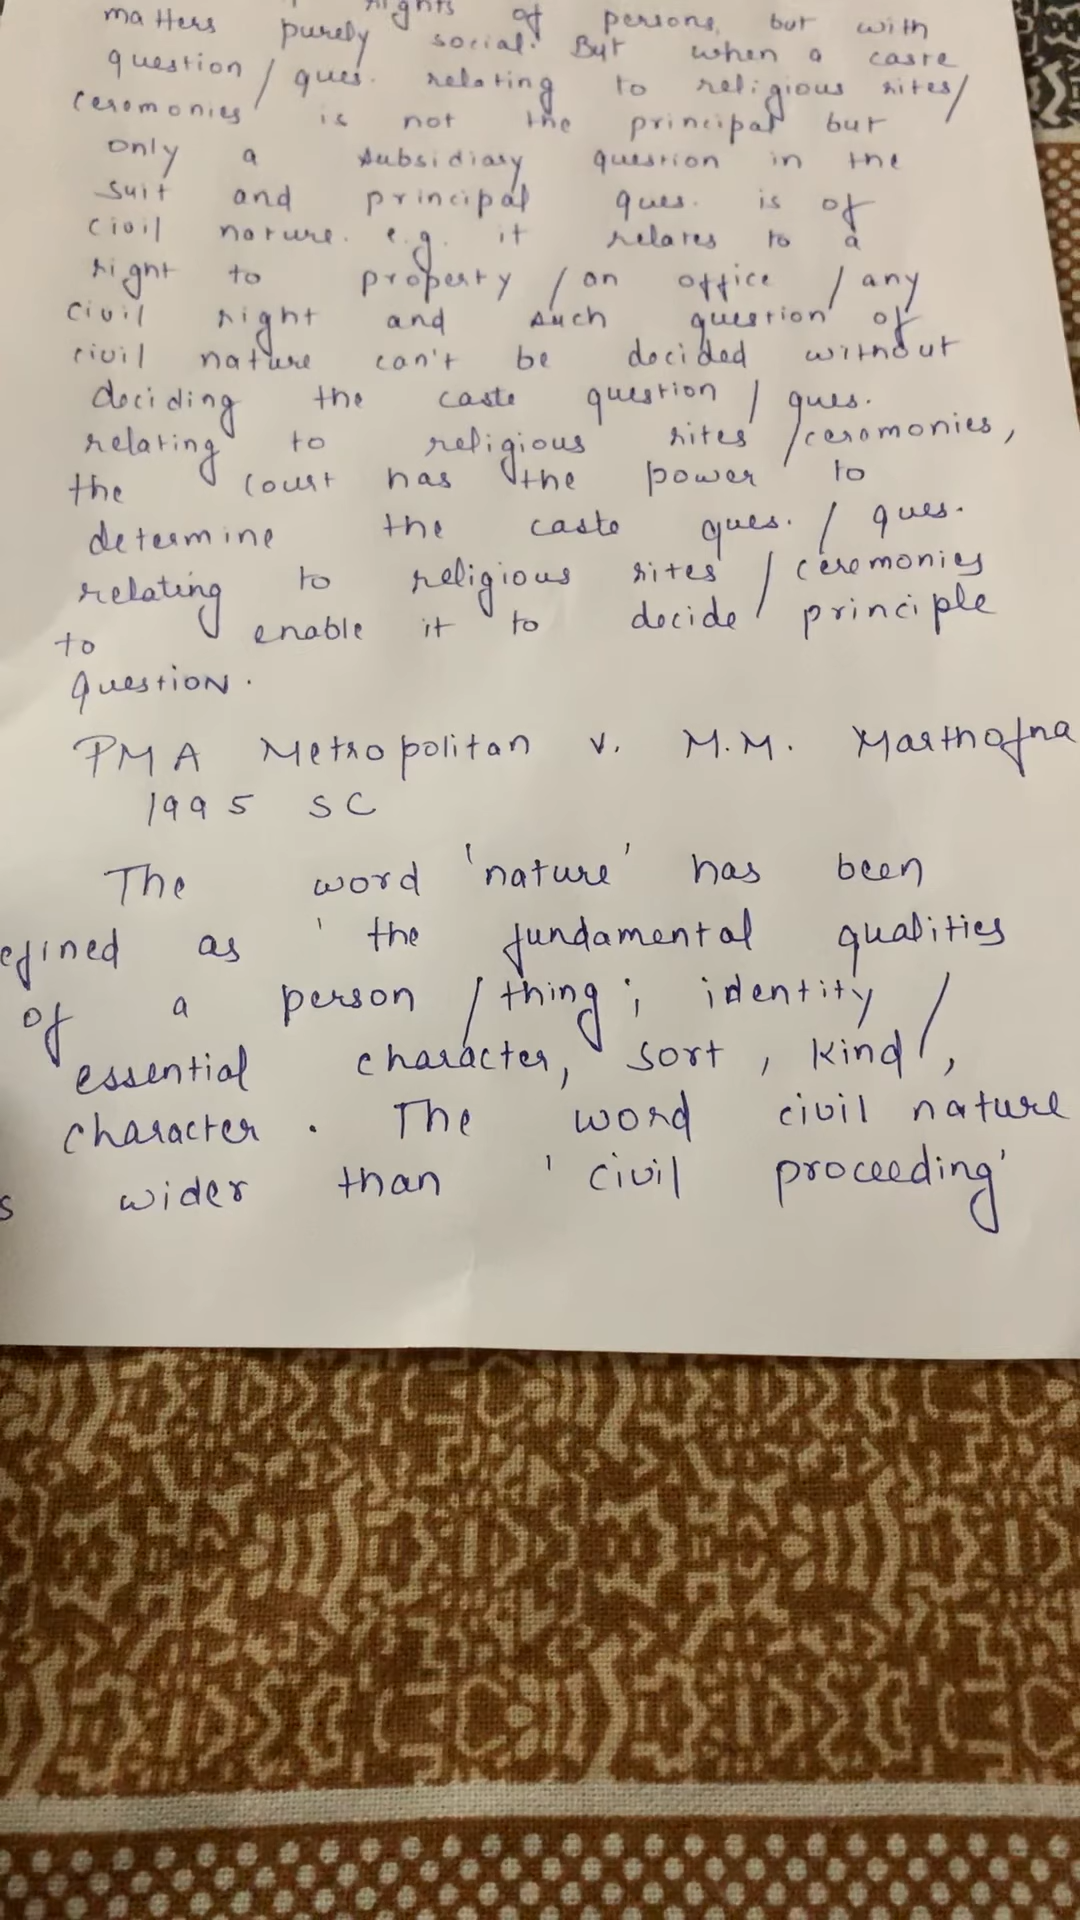 rights of persons, but with
matters purely social. But when a caste
question / ques. relating to religious rites/
ceremonies is not the principal but
only a subsidiary question in the
suit and principal ques. is of
civil nature. e.g. it relates to a
right to property / an office / any
civil right and such question of
civil nature can't be decided without
deciding the caste question / ques.
relating to religious rites / ceremonies,
the court has the power to
determine the caste ques. / ques.
relating to religious rites / ceremonies
to enable it to decide principle
question.
PMA Metropolitan v. M.M. Marthofna
1995 SC
The word 'nature' has been
efined as ' the fundamental qualities
of a person / thing ; identity /
essential character, sort, kind,
character. The word civil nature
s wider than 'civil proceeding'